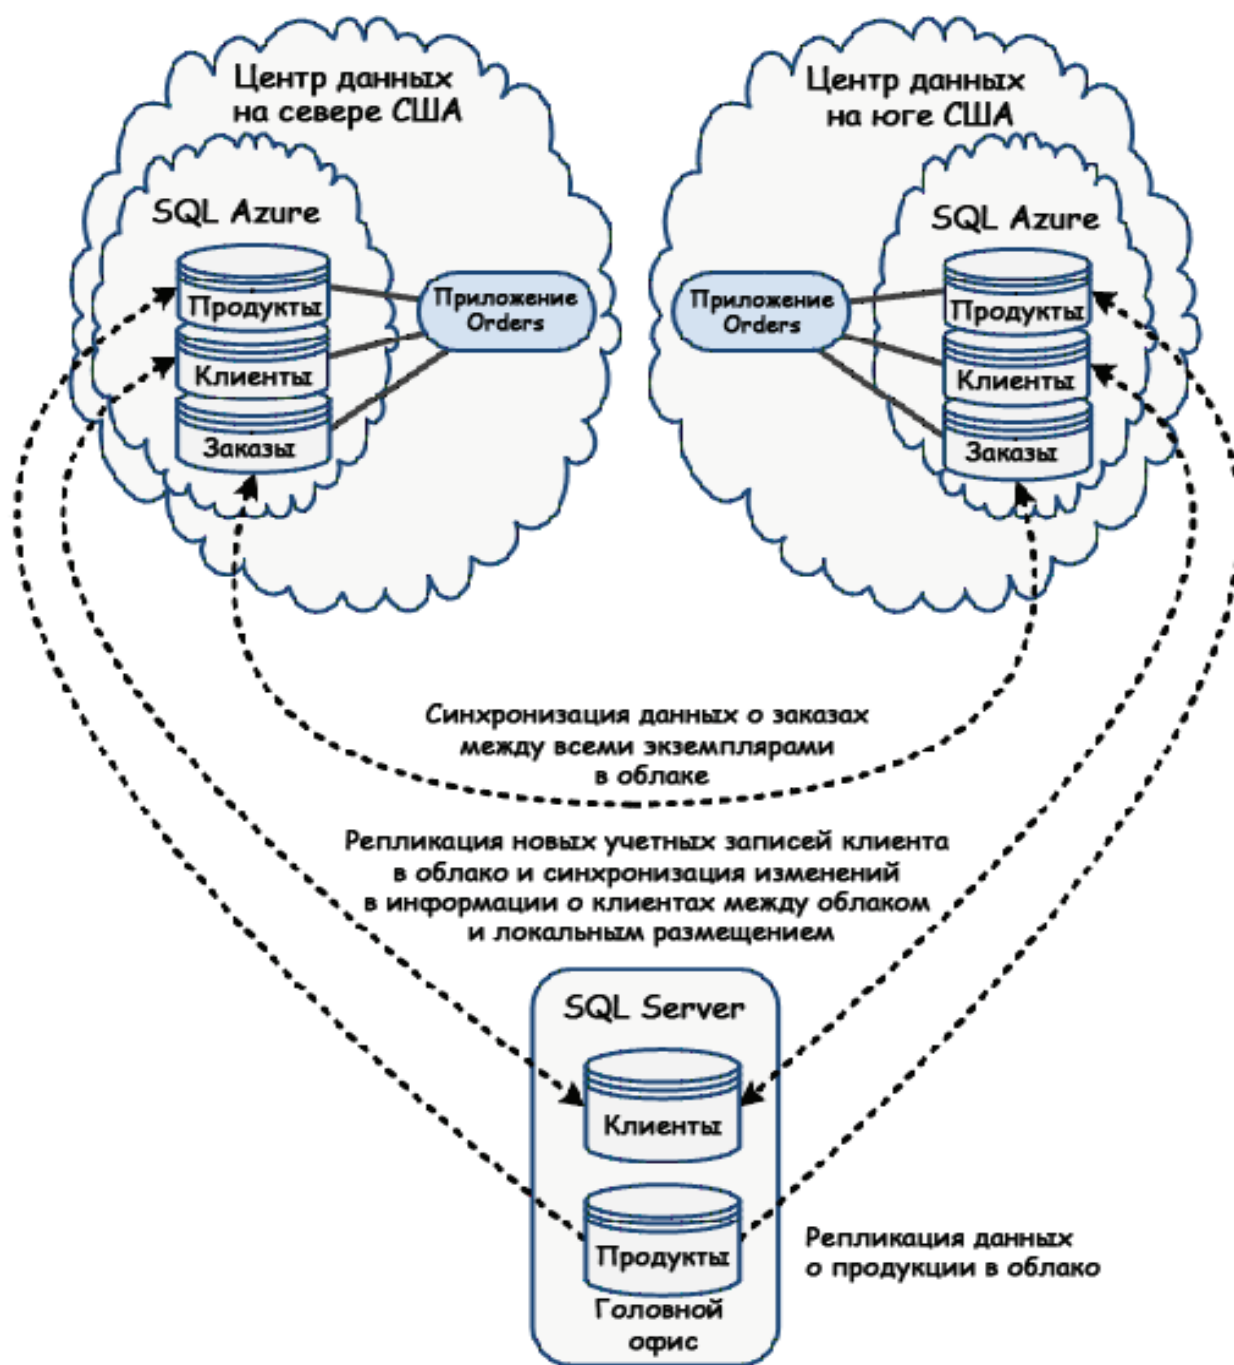 Центр данных
на севере США
SQL Azure
Продукты
Клиенты
Заказы
Приложение
Orders
Центр данных
на юге США
SQL Azure
Приложение
Orders
Продукты
Клиенты
Заказы
Синхронизация данных о заказах
между всеми экземплярами
в облаке
Репликация новых учетных записей клиента
в облако и синхронизация изменений
в информации о клиентах между облаком
и локальным размещением
SQL Server
Клиенты
Продукты
Головной
офис
Репликация данных
о продукции в облако